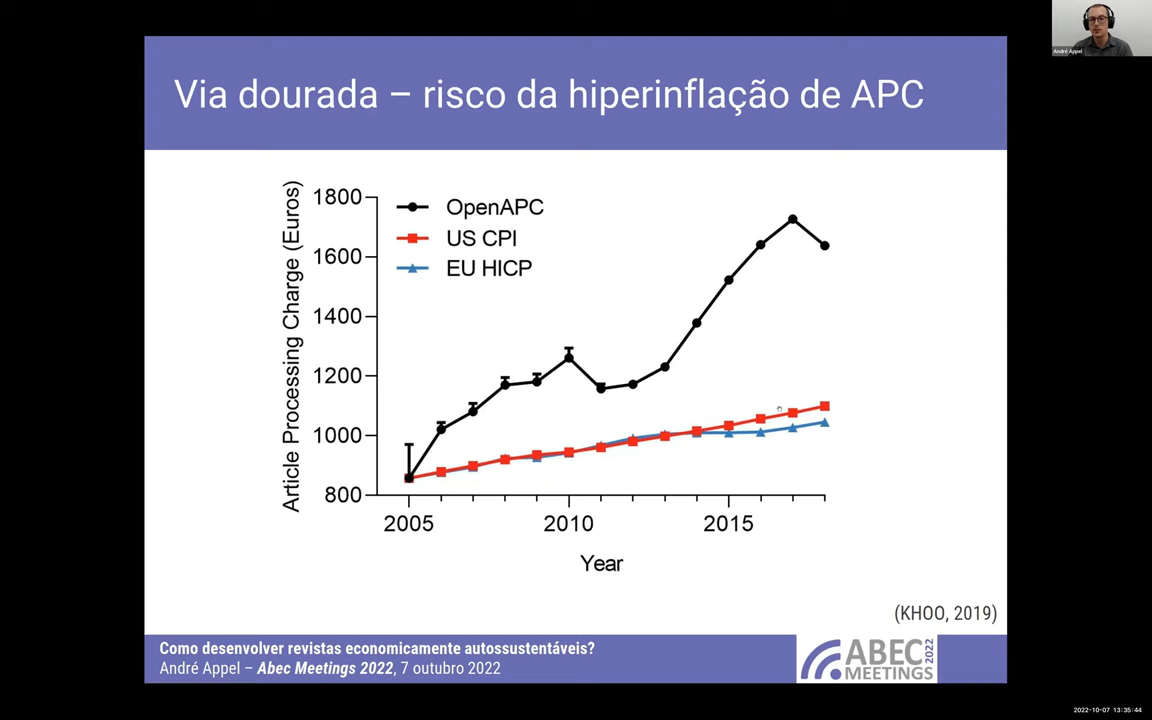 André Appel
Via dourada – risco da hiperinflação de APC
Article Processing Charge (Euros)
1800
1600
1400
1200
1000
800
OpenAPC
US CPI
EU HICP
2005 2010 2015
Year
(KHOO, 2019)
Como desenvolver revistas economicamente autossustentáveis?
André Appel – Abec Meetings 2022, 7 outubro 2022
ABEC 2022
MEETINGS
2022-10-07 13:35:44